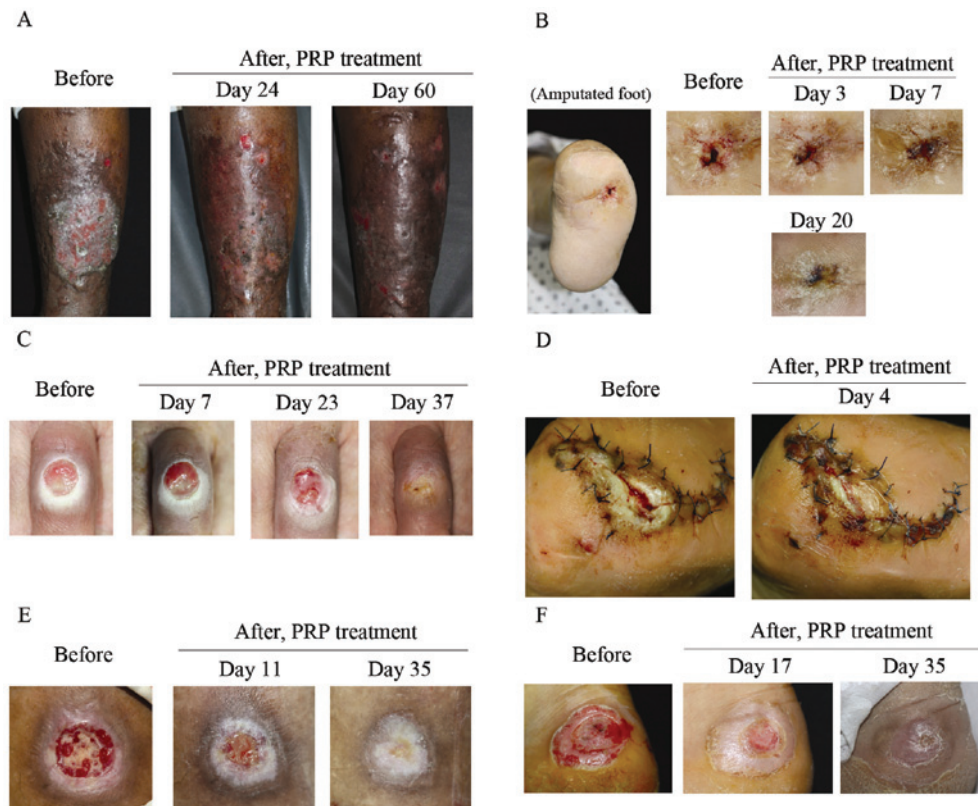 A
After, PRP treatment
Before
Day 24
Day 60
B
After, PRP treatment
Before
(Amputated foot)
Day 3
Day 7
Day 20
C
After, PRP treatment
Before
Day 7
Day 23
Day 37
D
After, PRP treatment
Before
Day 4
E
After, PRP treatment
Before
Day 11
Day 35
F
After, PRP treatment
Before
Day 17
Day 35